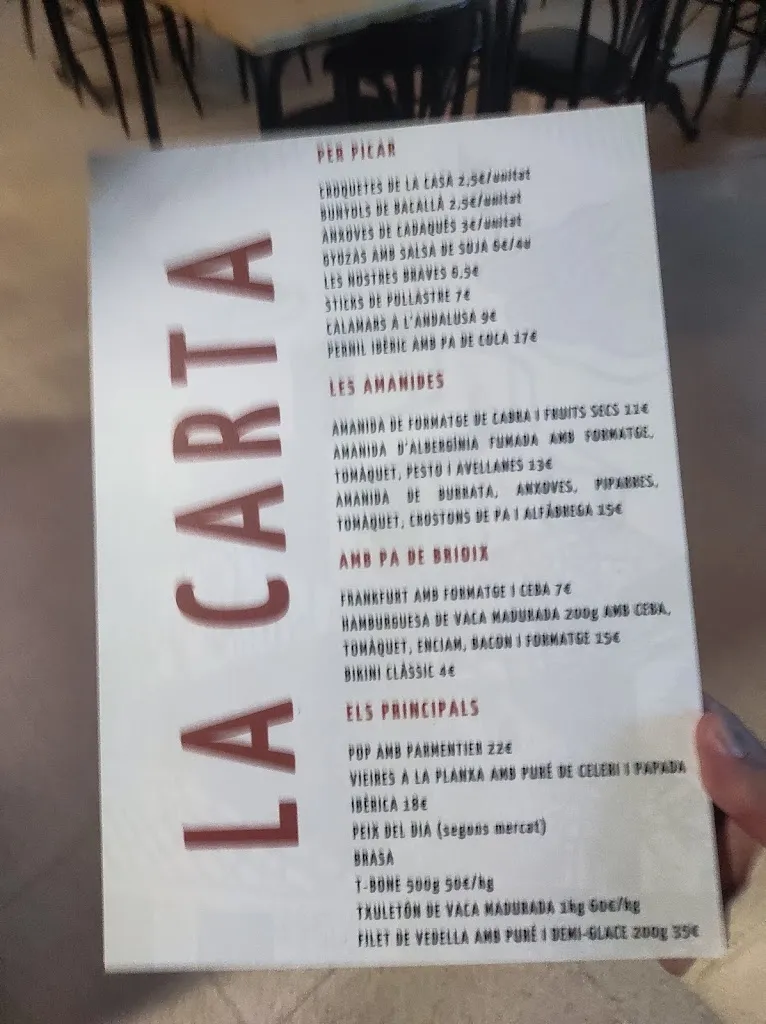 LA CARTA
PER PICAR
CROQUETES DE LA CASA 2,5€/unitat
BUNYOLS DE BACALLÀ 2,5€/unitat
ANXOVES DE CADAQUÉS 3€/unitat
GYOZAS AMB SALSA DE SOJA 6€/4u
LES NOSTRES BRAVES 6,5€
STICKS DE POLLASTRE 7€
CALAMARS A L'ANDALUSA 9€
PERNIL IBÈRIC AMB PA DE COCA 17€
LES AMANIDES
AMANIDA DE FORMATGE DE CABRA I FRUITS SECS 11€
AMANIDA D'ALBERGÍNIA FUMADA AMB FORMATGE,
TOMÀQUET, PESTO I AVELLANES 13€
AMANIDA DE BURRATA, ANXOVES, PIPARRES,
TOMÀQUET, CROSTONS DE PA I ALFÀBREGA 15€
AMB PA DE BRIOIX
FRANKFURT AMB FORMATGE I CEBA 7€
HAMBURGUESA DE VACA MADURADA 200g AMB CEBA,
TOMÀQUET, ENCIAM, BACON I FORMATGE 15€
BIKINI CLÀSSIC 4€
ELS PRINCIPALS
POP AMB PARMENTIER 22€
VIEIRES A LA PLANXA AMB PURÉ DE CELERI I PAPADA
IBÈRICA 18€
PEIX DEL DIA (segons mercat)
BRASA
T-BONE 500g 50€/kg
TXULETÓN DE VACA MADURADA 1kg 60€/kg
FILET DE VEDELLA AMB PURÉ I DEMI-GLACE 200g 35€